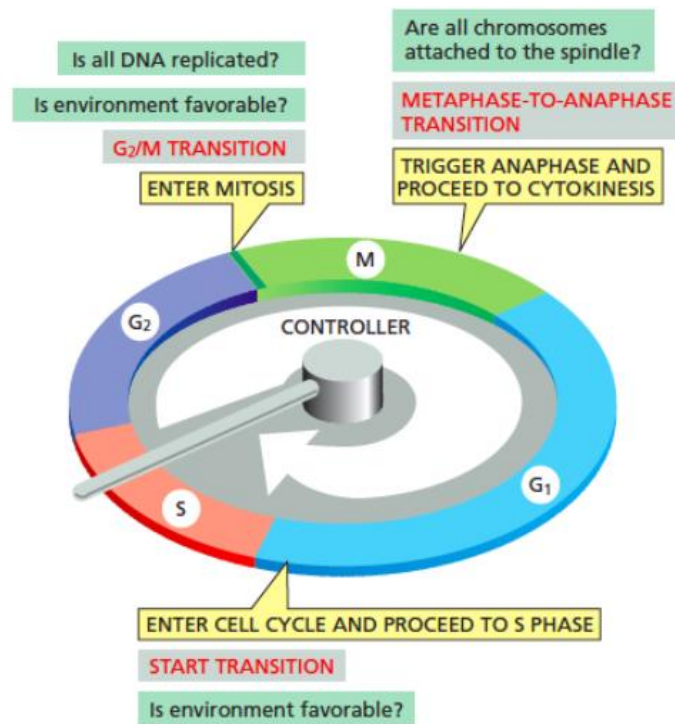 Is all DNA replicated?
Is environment favorable?
G₂/M TRANSITION
ENTER MITOSIS
Are all chromosomes
attached to the spindle?
METAPHASE-TO-ANAPHASE
TRANSITION
TRIGGER ANAPHASE AND
PROCEED TO CYTOKINESIS
M
G₂
CONTROLLER
S
G₁
ENTER CELL CYCLE AND PROCEED TO S PHASE
START TRANSITION
Is environment favorable?